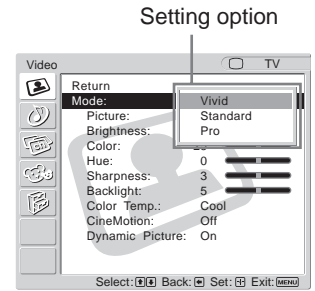 Setting option
Video TV
Return
Mode: Vivid
Picture: Standard
Brightness: Pro
Color:
Hue: 0
Sharpness: 3
Backlight: 5
Color Temp.: Cool
CineMotion: Off
Dynamic Picture: On
Select: Back: Set: Exit: MENU